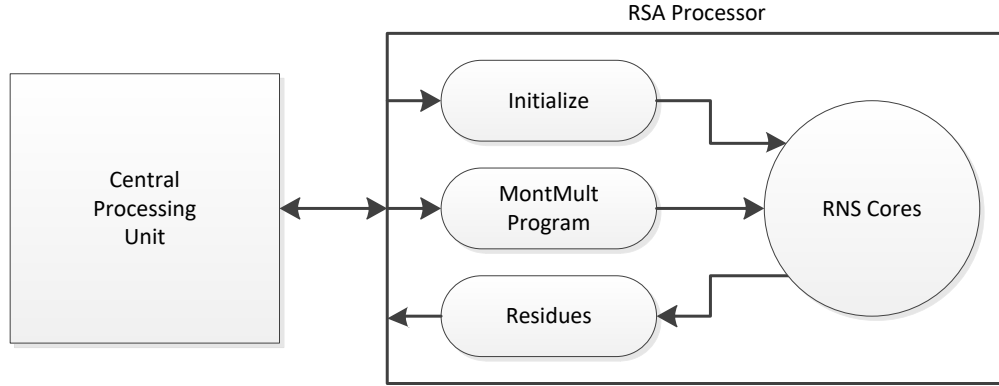 RSA Processor
Central
Processing
Unit
Initialize
MontMult
Program
Residues
RNS Cores